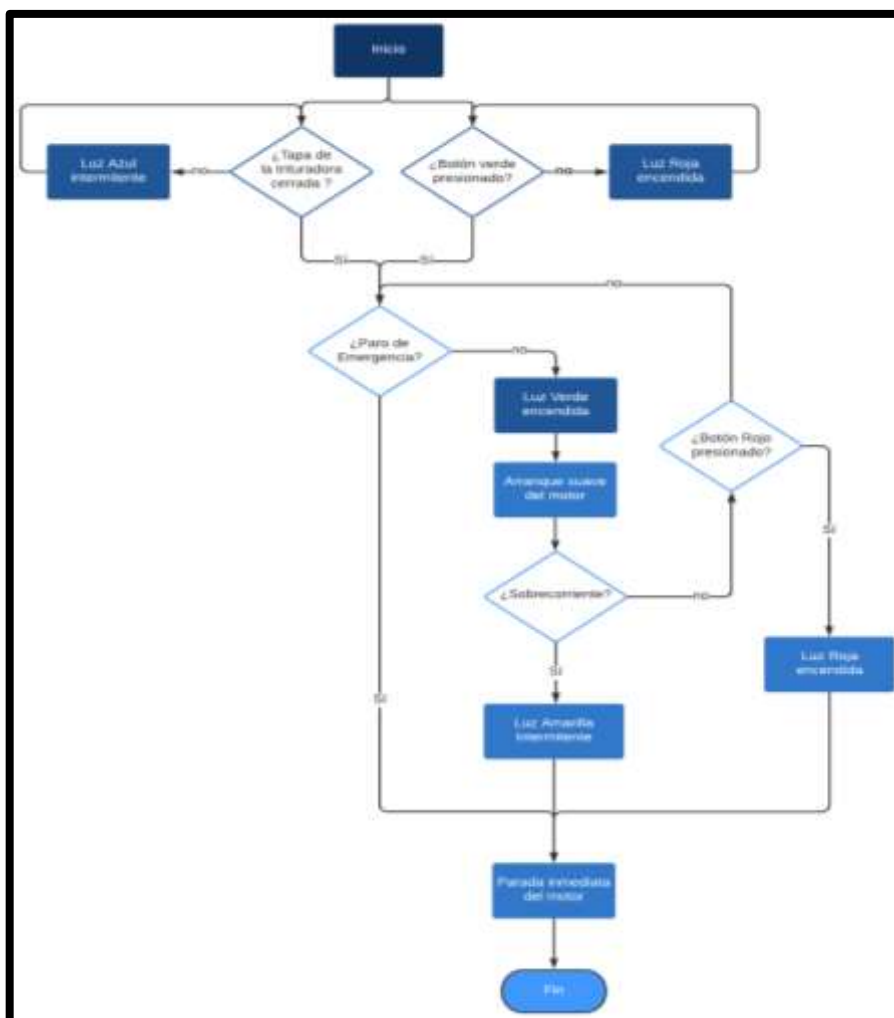 Inicio
¿Tapa de
la trituradora
cerrada ?
¿Botón verde
presionado?
Luz Azul
intermitente
no
no
Luz Roja
encendida
Si
Si
no
¿Paro de
Emergencia?
no
Luz Verde
encendida
¿Botón Rojo
presionado?
Arranque suave
del motor
Si
¿Sobrecorriente?
no
Luz Roja
encendida
Si
Si
Luz Amarilla
Intermitente
Parada inmediata
del motor
Fin